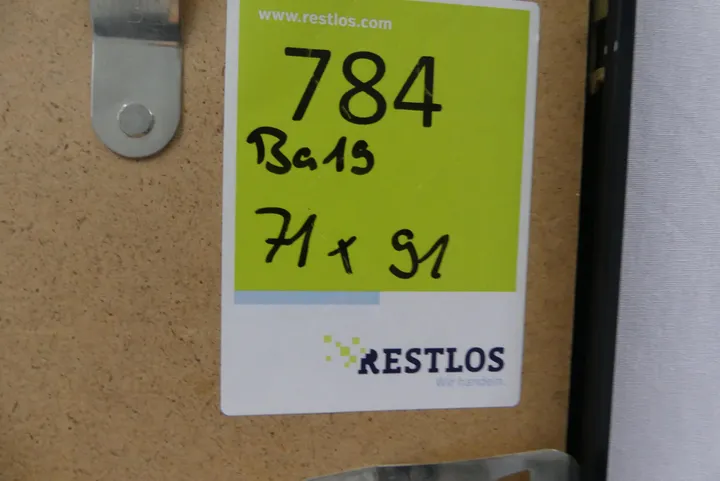 www.restlos.com
784
Ba19
71 x 91
RESTLOS
Wir handeln.